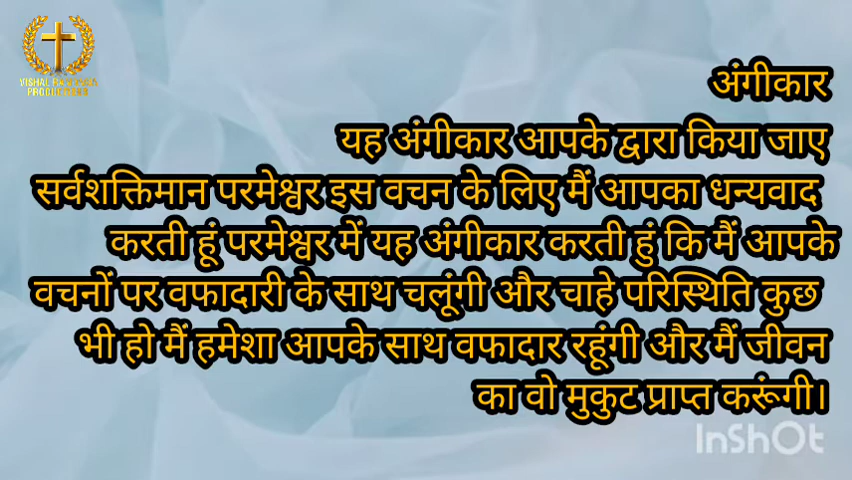 अंगीकार
यह अंगीकार आपके द्वारा किया जाए
सर्वशक्तिमान परमेश्वर इस वचन के लिए मैं आपका धन्यवाद
करती हूं परमेश्वर में यह अंगीकार करती हुं कि मैं आपके
वचनों पर वफादारी के साथ चलूंगी और चाहे परिस्थिति कुछ
भी हो मैं हमेशा आपके साथ वफादार रहूंगी और मैं जीवन
का वो मुकुट प्राप्त करूंगी।
VISHAL
InShOt